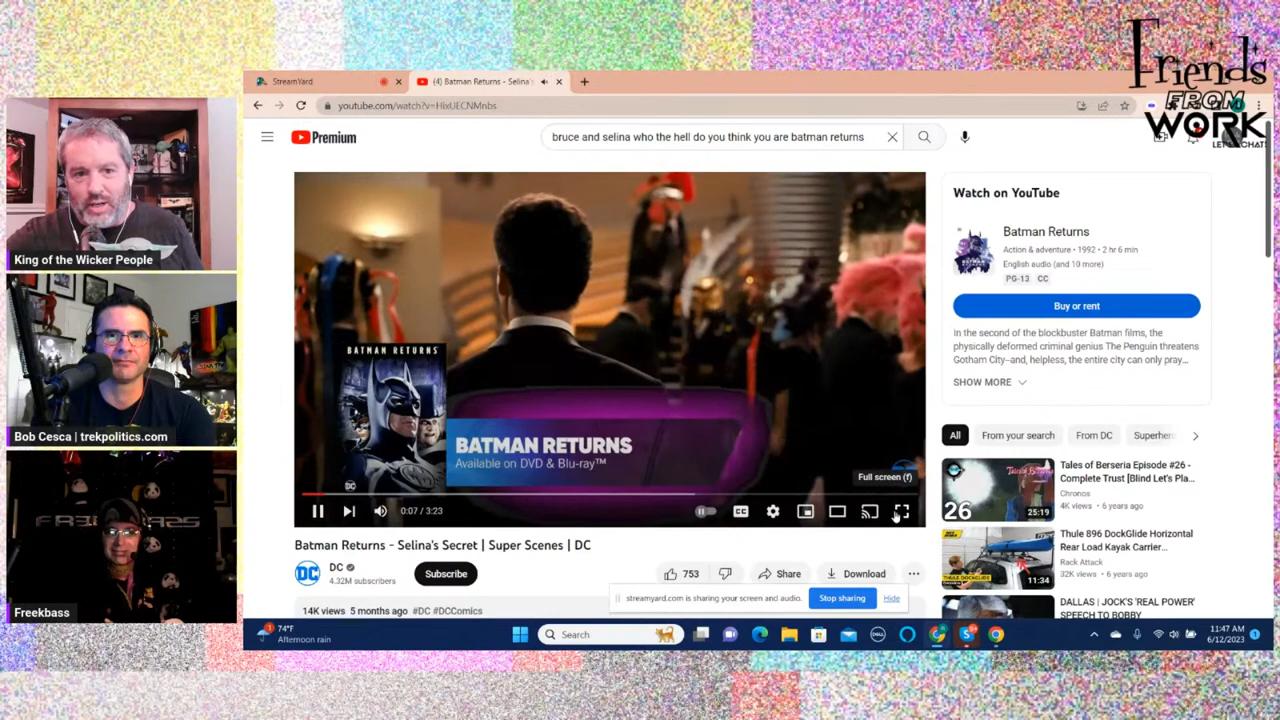 Friends
FROM
WORK
LET'S CHAT
StreamYard
(4) Batman Returns - Selina's
youtube.com/watch?v=HixUECNMnbs
Premium
bruce and selina who the hell do you think you are batman returns
King of the Wicker People
Bob Cesca | trekpolitics.com
Freekbass
BATMAN RETURNS
BATMAN RETURNS
Available on DVD & Blu-ray™
Full screen (f)
0:07 / 3:23
Batman Returns - Selina's Secret | Super Scenes | DC
DC
4.32M subscribers
Subscribe
753
Share
Download
14K views 5 months ago #DC #DCComics
streamyard.com is sharing your screen and audio.
Stop sharing
Hide
Watch on YouTube
Batman Returns
Action & adventure • 1992 • 2 hr 6 min
English audio (and 10 more)
PG-13 CC
Buy or rent
In the second of the blockbuster Batman films, the
physically deformed criminal genius The Penguin threatens
Gotham City--and, helpless, the entire city can only pray...
SHOW MORE
All
From your search
From DC
Superher
26
25:19
Tales of Berseria Episode #26 -
Complete Trust [Blind Let's Pla...
Chronos
4K views • 6 years ago
11:34
Thule 896 DockGlide Horizontal
Rear Load Kayak Carrier...
Rack Attack
32K views • 6 years ago
DALLAS | JOCK'S 'REAL POWER'
SPEECH TO BOBBY
74°F
Afternoon rain
Search
11:47 AM
6/12/2023